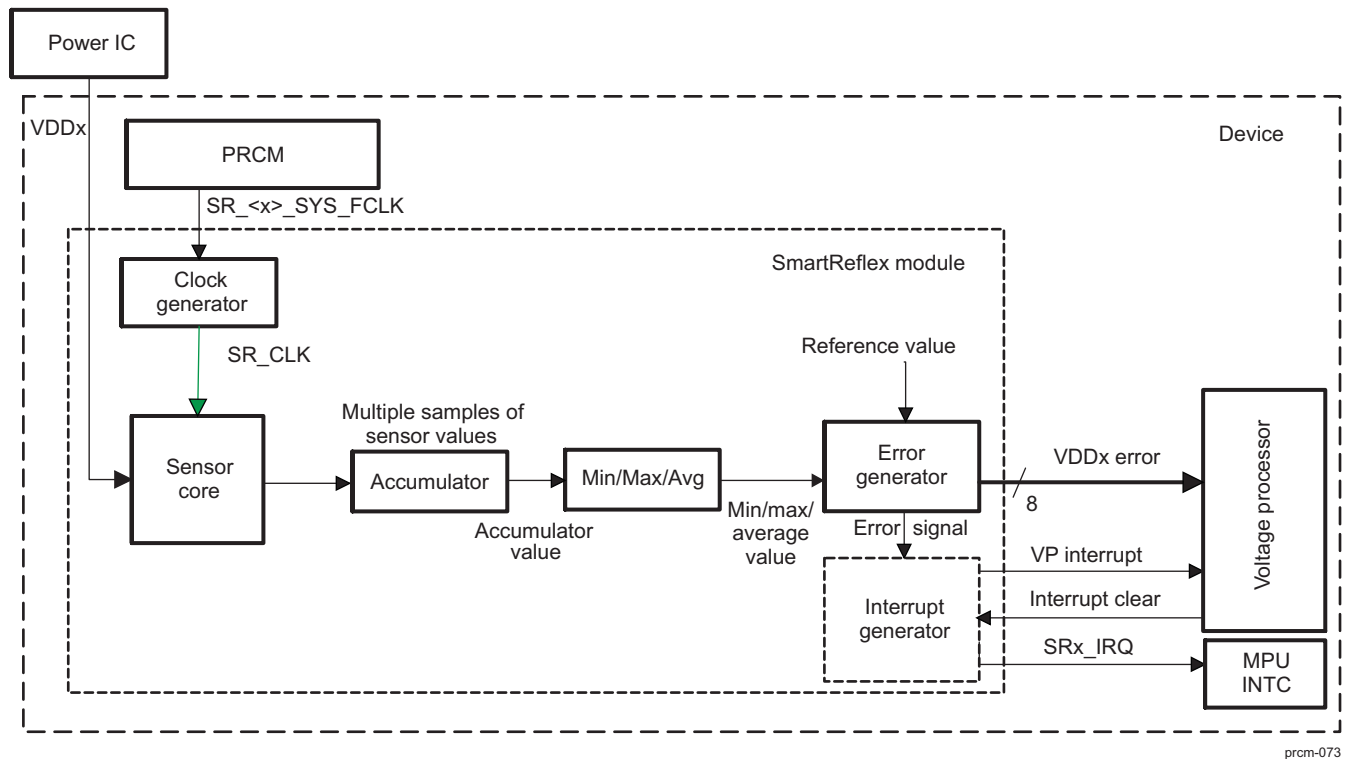 Power IC
VDDx
Device
PRCM
SR_<x>_SYS_FCLK
SmartReflex module
Clock
generator
SR_CLK
Reference value
Multiple samples of
sensor values
Sensor
core
Accumulator
Min/Max/Avg
Error
generator
VDDx error
8
Accumulator
value
Min/max/
average
value
Error signal
Voltage processor
VP interrupt
Interrupt
generator
Interrupt clear
SRx_IRQ
MPU
INTC
prcm-073